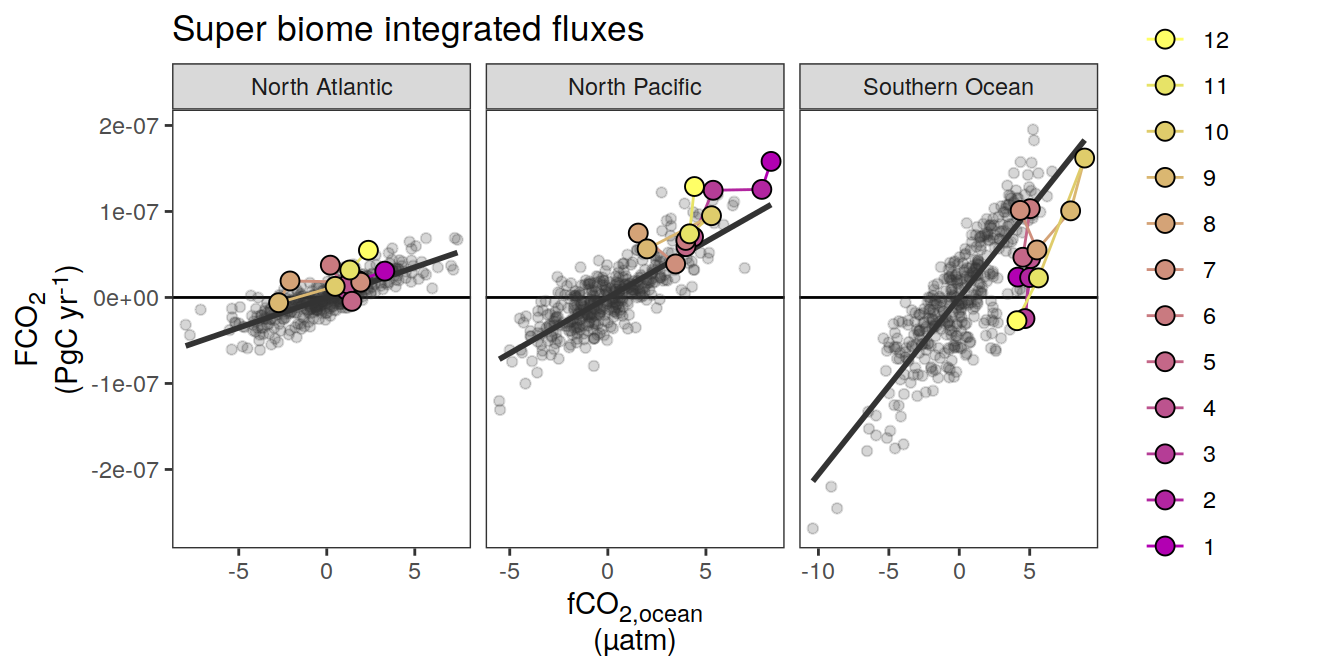 Super biome integrated fluxes
North Atlantic
North Pacific
Southern Ocean
FCO2
(PgC yr-1)
2e-07
1e-07
0e+00
-1e-07
-2e-07
-5 0 5
-5 0 5
-10 -5 0 5
fCO2,ocean
(µatm)
12
11
10
9
8
7
6
5
4
3
2
1